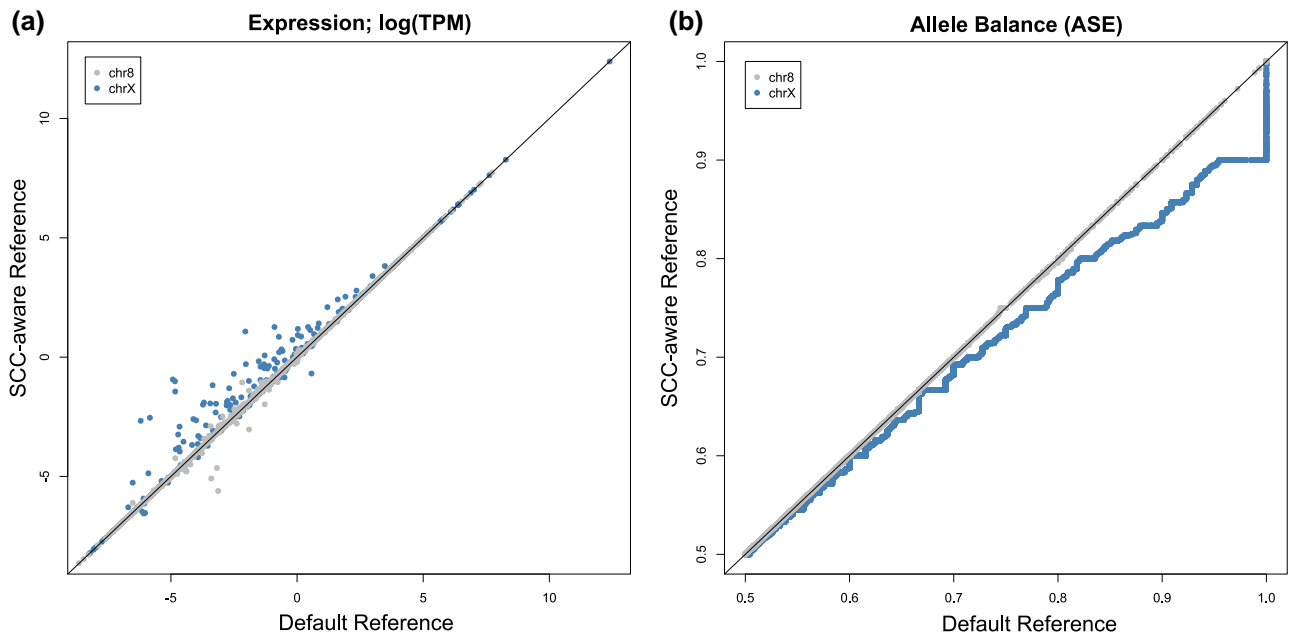 (a)
Expression; log(TPM)
chr8
chrX
10
5
0
-5
SCC-aware Reference
-5
0
5
10
Default Reference
(b)
Allele Balance (ASE)
chr8
chrX
1.0
0.9
0.8
0.7
0.6
0.5
SCC-aware Reference
0.5
0.6
0.7
0.8
0.9
1.0
Default Reference